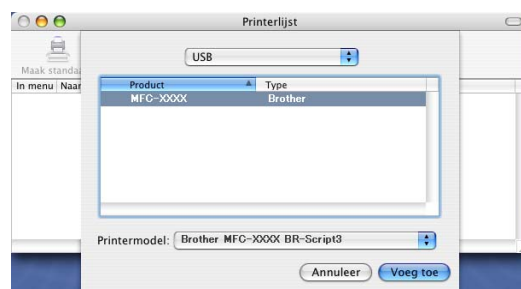 Printerlijst
USB
Maak standaa
In menu Naar
Product Type
MFC-XXXX Brother
Printermodel: Brother MFC-XXXX BR-Script3
Annuleer Voeg toe